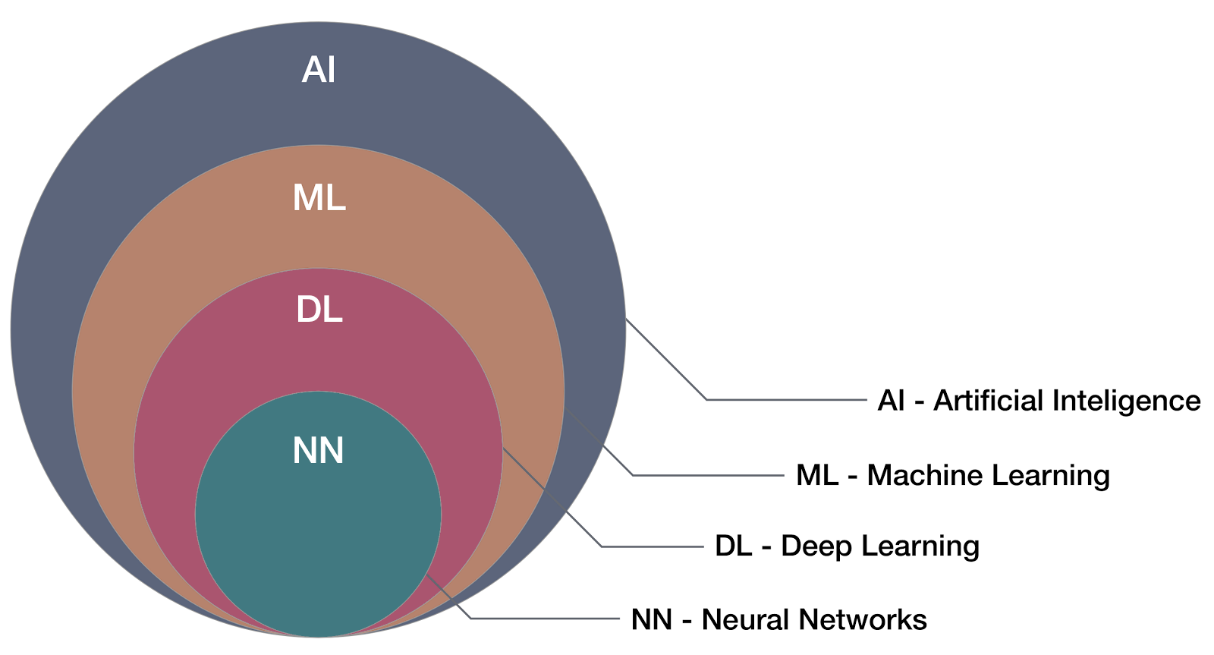 AI
ML
DL
NN
AI - Artificial Inteligence
ML - Machine Learning
DL - Deep Learning
NN - Neural Networks